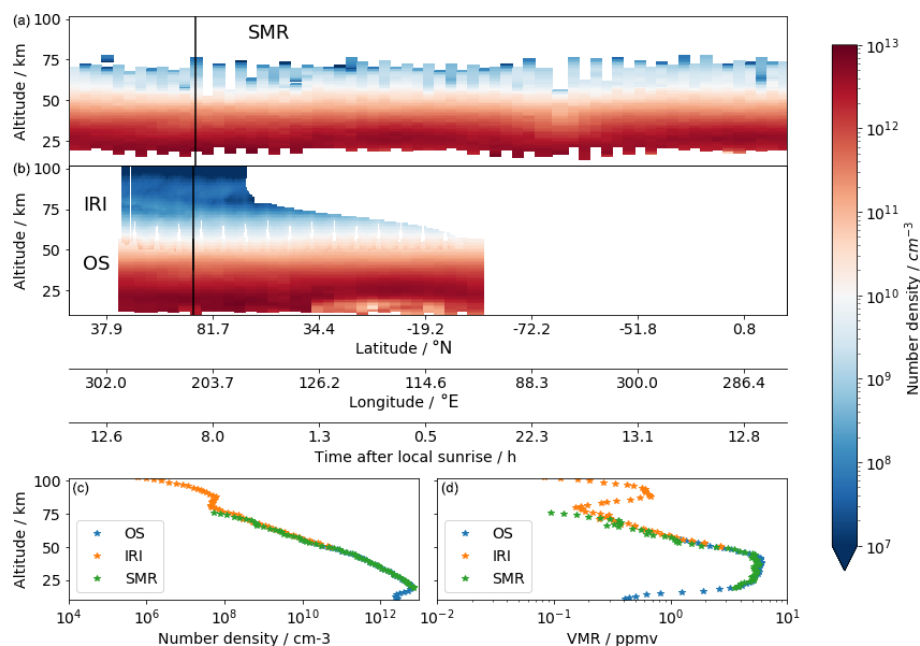 (a) 100
SMR
Altitude / km
75
50
25
(b) 100
IRI
Altitude / km
75
50
OS
25
37.9 81.7 34.4 -19.2 -72.2 -51.8 0.8
Latitude / °N
302.0 203.7 126.2 114.6 88.3 300.0 286.4
Longitude / °E
12.6 8.0 1.3 0.5 22.3 13.1 12.8
Time after local sunrise / h
10^13
10^12
10^11
10^10
10^9
10^8
10^7
Number density / cm^-3
100 (c)
Altitude / km
75
50
25
0
OS
IRI
SMR
10^4 10^6 10^8 10^10 10^12
Number density / cm-3
(d)
OS
IRI
SMR
10^-2 10^-1 10^0 10^1
VMR / ppmv